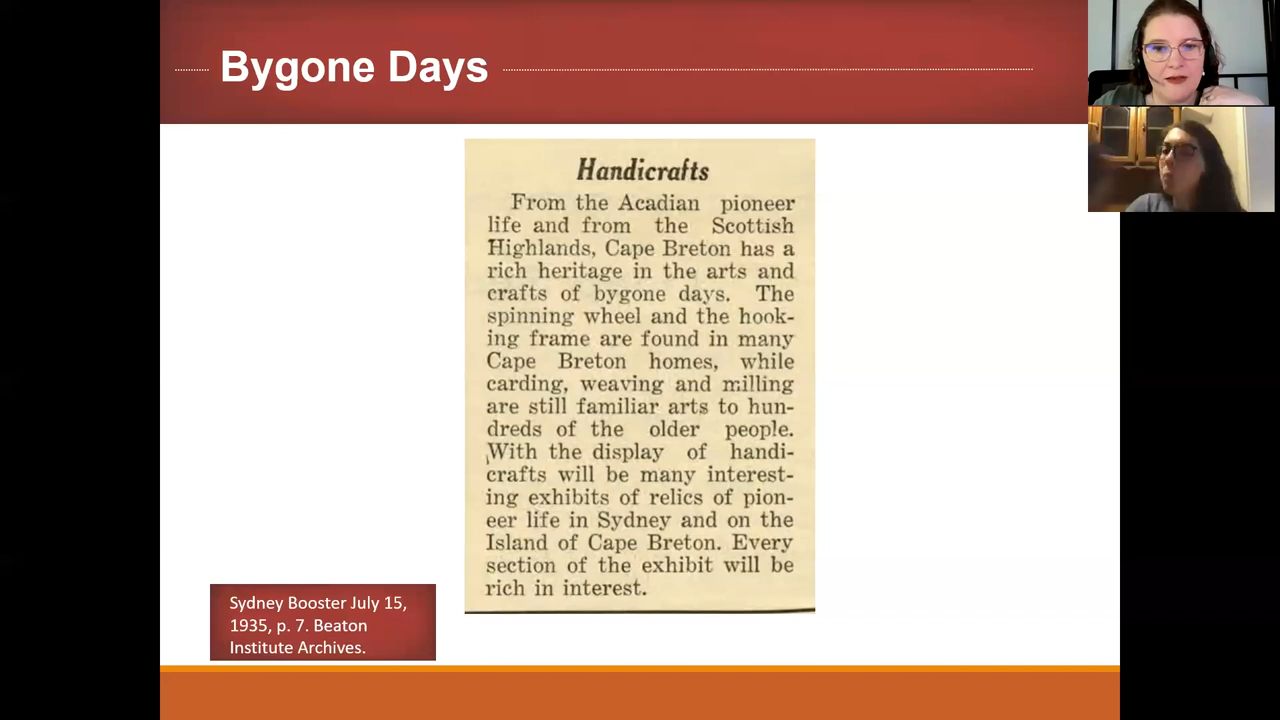 Bygone Days
Handicrafts
From the Acadian pioneer
life and from the Scottish
Highlands, Cape Breton has a
rich heritage in the arts and
crafts of bygone days. The
spinning wheel and the hook-
ing frame are found in many
Cape Breton homes, while
carding, weaving and milling
are still familiar arts to hun-
dreds of the older people.
With the display of handi-
crafts will be many interest-
ing exhibits of relics of pion-
eer life in Sydney and on the
Island of Cape Breton. Every
section of the exhibit will be
rich in interest.
Sydney Booster July 15,
1935, p. 7. Beaton
Institute Archives.